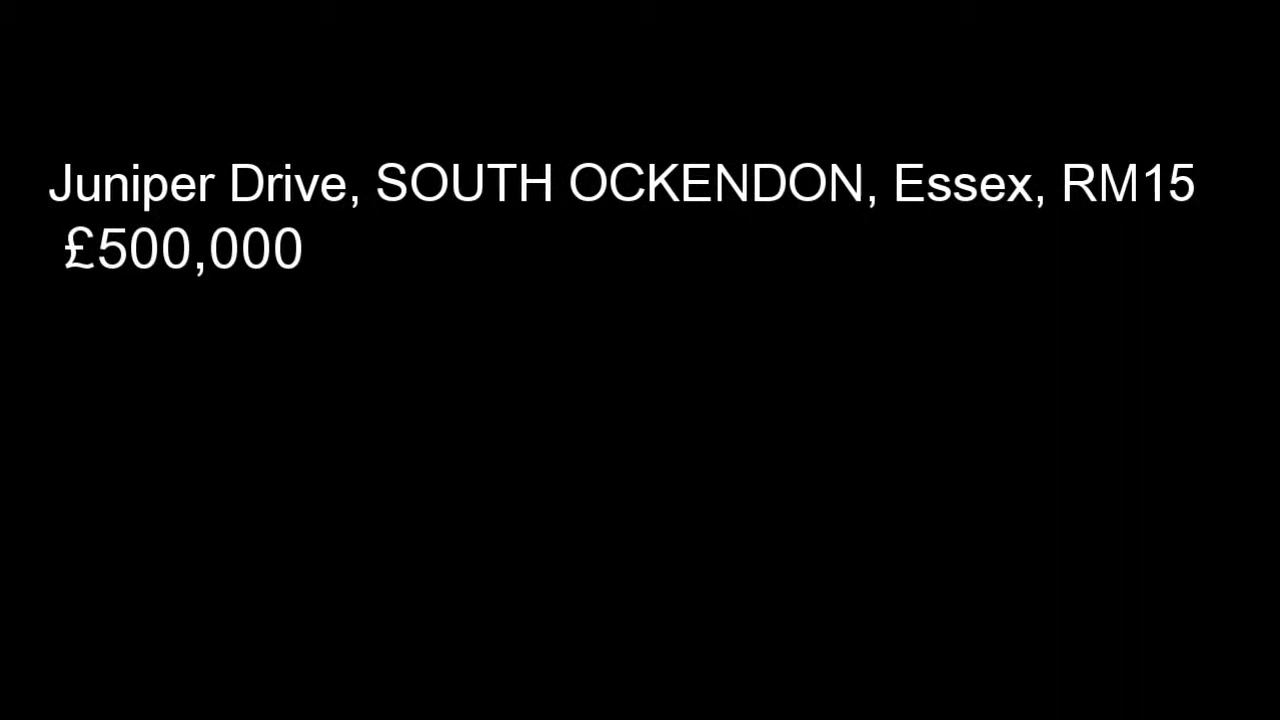 Juniper Drive, SOUTH OCKENDON, Essex, RM15
£500,000